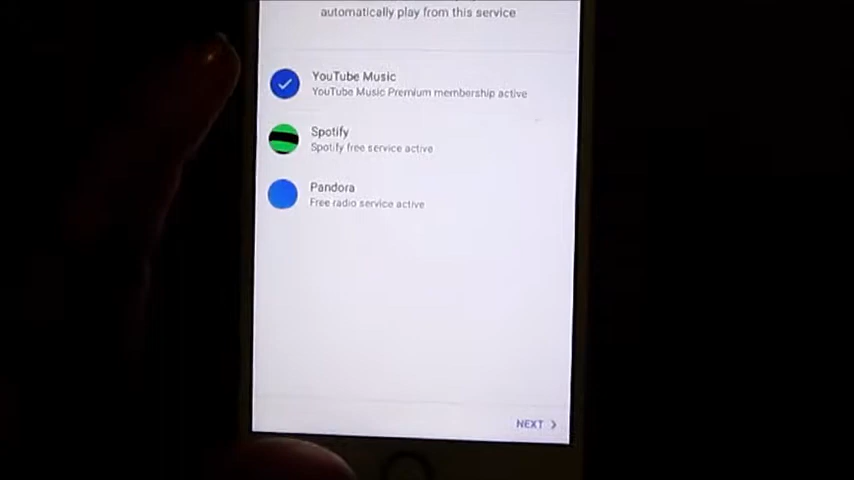 automatically play from this service
YouTube Music
YouTube Music Premium membership active
Spotify
Spotify free service active
Pandora
Free radio service active
NEXT